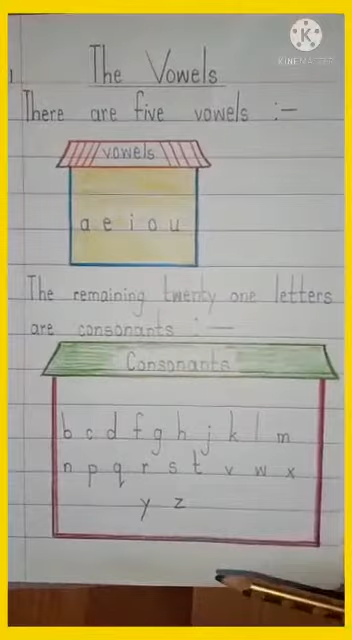 The Vowels
There are five vowels :-
vowels
a e i o u
The remaining twenty one letters
are consonants :-
Consonants
b c d f g h j k l m
n p q r s t v w x
y z
KINEMASTER